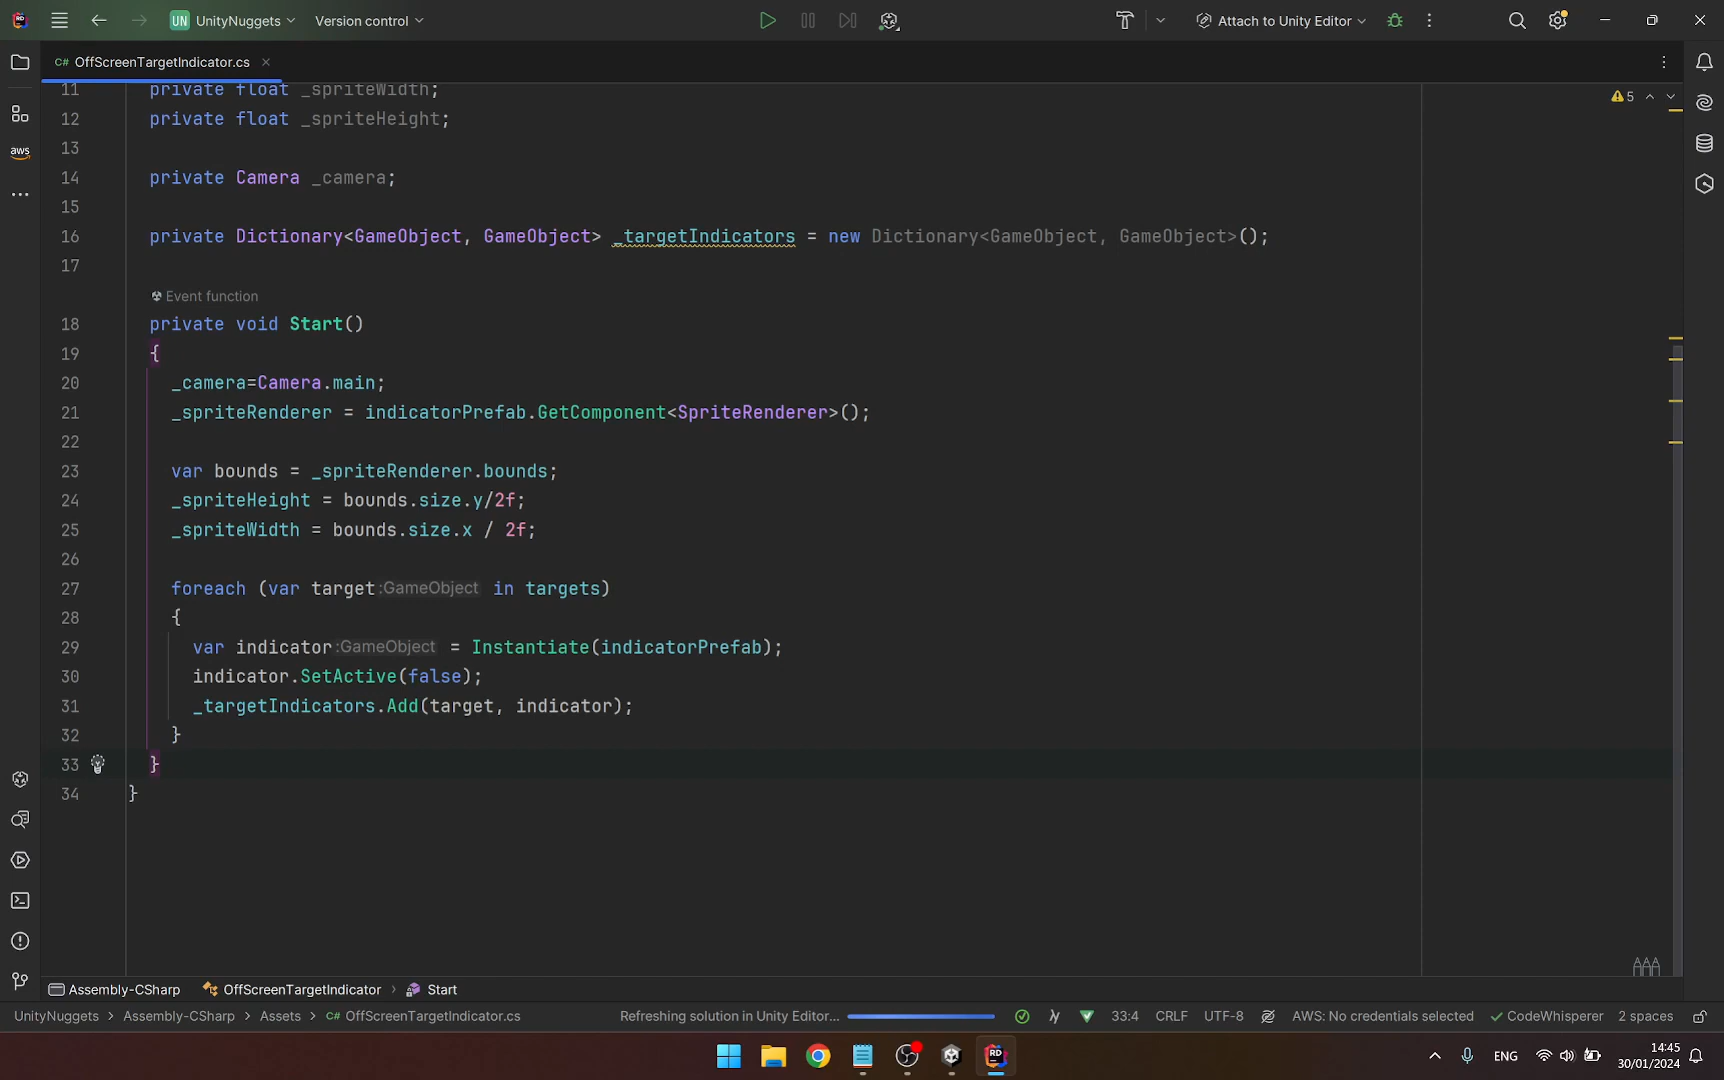 UN UnityNuggets
Version control
Attach to Unity Editor
C# OffScreenTargetIndicator.cs
aws
11 private float _spriteWidth;
12 private float _spriteHeight;
13
14 private Camera _camera;
15
16 private Dictionary<GameObject, GameObject> _targetIndicators = new Dictionary<GameObject, GameObject>();
17
Event function
18 private void Start()
19 {
20 _camera=Camera.main;
21 _spriteRenderer = indicatorPrefab.GetComponent<SpriteRenderer>();
22
23 var bounds = _spriteRenderer.bounds;
24 _spriteHeight = bounds.size.y/2f;
25 _spriteWidth = bounds.size.x / 2f;
26
27 foreach (var target:GameObject in targets)
28 {
29 var indicator:GameObject = Instantiate(indicatorPrefab);
30 indicator.SetActive(false);
31 _targetIndicators.Add(target, indicator);
32 }
33 }
34 }
5
Assembly-CSharp OffScreenTargetIndicator > Start
UnityNuggets > Assembly-CSharp > Assets > C# OffScreenTargetIndicator.cs
Refreshing solution in Unity Editor...
33:4 CRLF UTF-8 AWS: No credentials selected CodeWhisperer 2 spaces
RD
ENG
14:45
30/01/2024